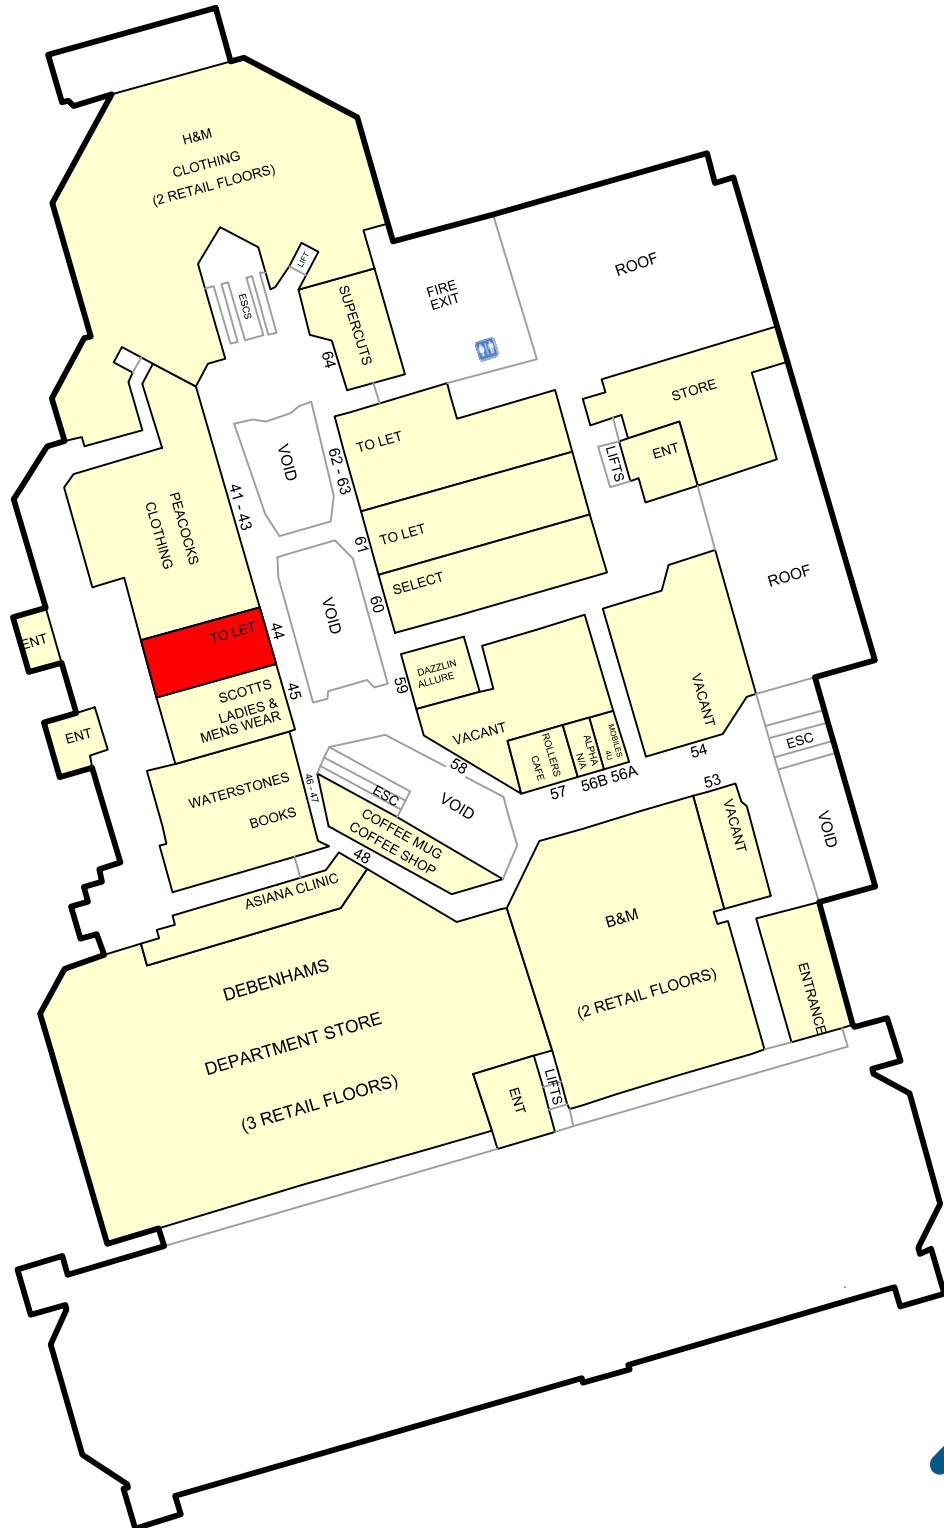 H&M
CLOTHING
(2 RETAIL FLOORS)
ESCS
LIFT
SUPERCUTS
64
FIRE
EXIT
ROOF
STORE
ENT
LIFTS
ROOF
VOID
62 - 63
TO LET
41 - 43
PEACOCKS
CLOTHING
61
TO LET
60
SELECT
VOID
44
TO LET
ENT
45
SCOTTS
LADIES &
MENS WEAR
59
DAZZLIN
ALLURE
VACANT
58
VACANT
54
ESC
ENT
ROLLERS
CAFE
57
ALPHA
N/A
56B
MOBILES
4U
56A
53
VACANT
VOID
46 - 47
WATERSTONES
BOOKS
ESC
VOID
COFFEE MUG
COFFEE SHOP
48
ASIANA CLINIC
B&M
(2 RETAIL FLOORS)
ENTRANCE
DEBENHAMS
DEPARTMENT STORE
(3 RETAIL FLOORS)
ENT
LIFTS